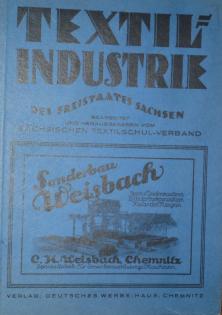 TEXTIL=
INDUSTRIE
DES FREISTAATES SACHSEN
BEARBEITET
UND HERAUSGEGEBEN VOM
SÄCHSISCHEN TEXTILSCHUL-VERBAND
Sonderbau
Weisbach
C. H. Weisbach, Chemnitz
VERLAG: DEUTSCHES WERBE-HAUS, CHEMNITZ